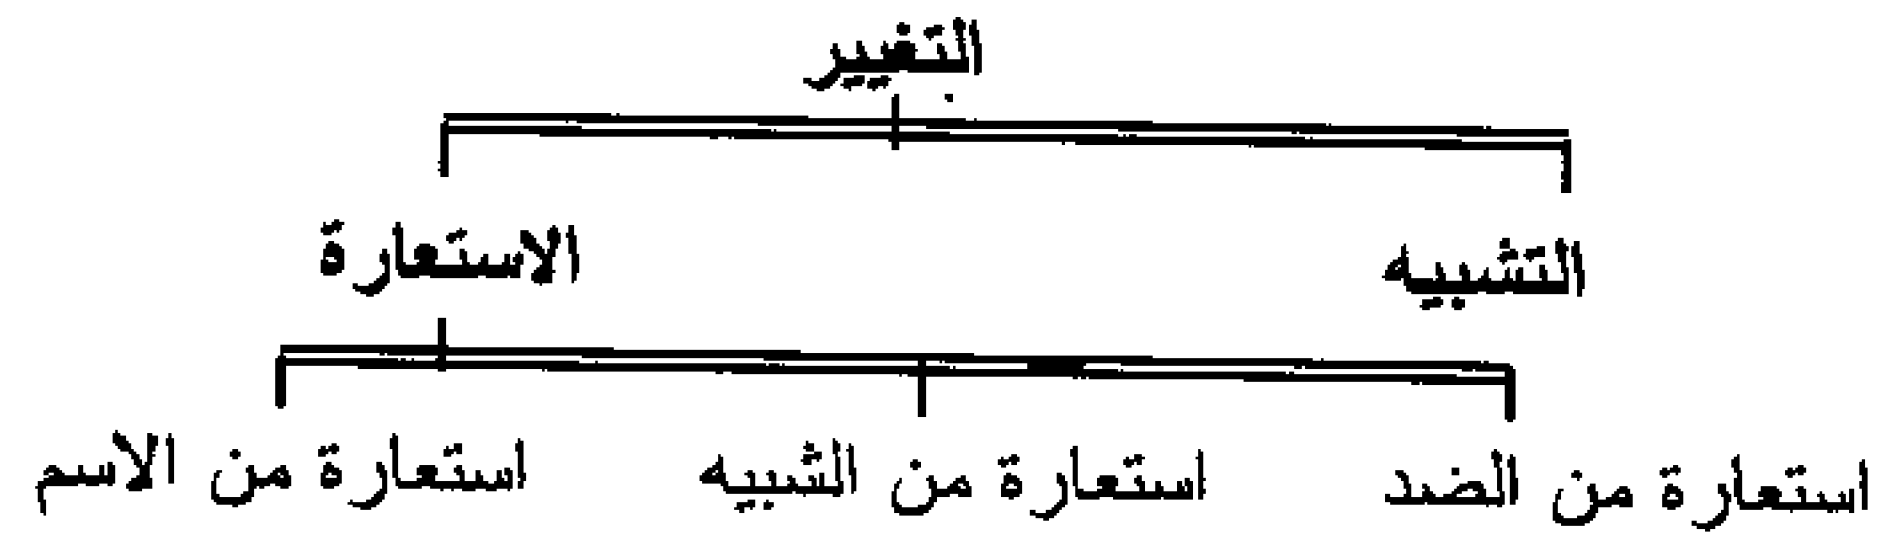 التغيير
التشبيه
الاستعارة
استعارة من الضد
استعارة من الشبيه
استعارة من الاسم